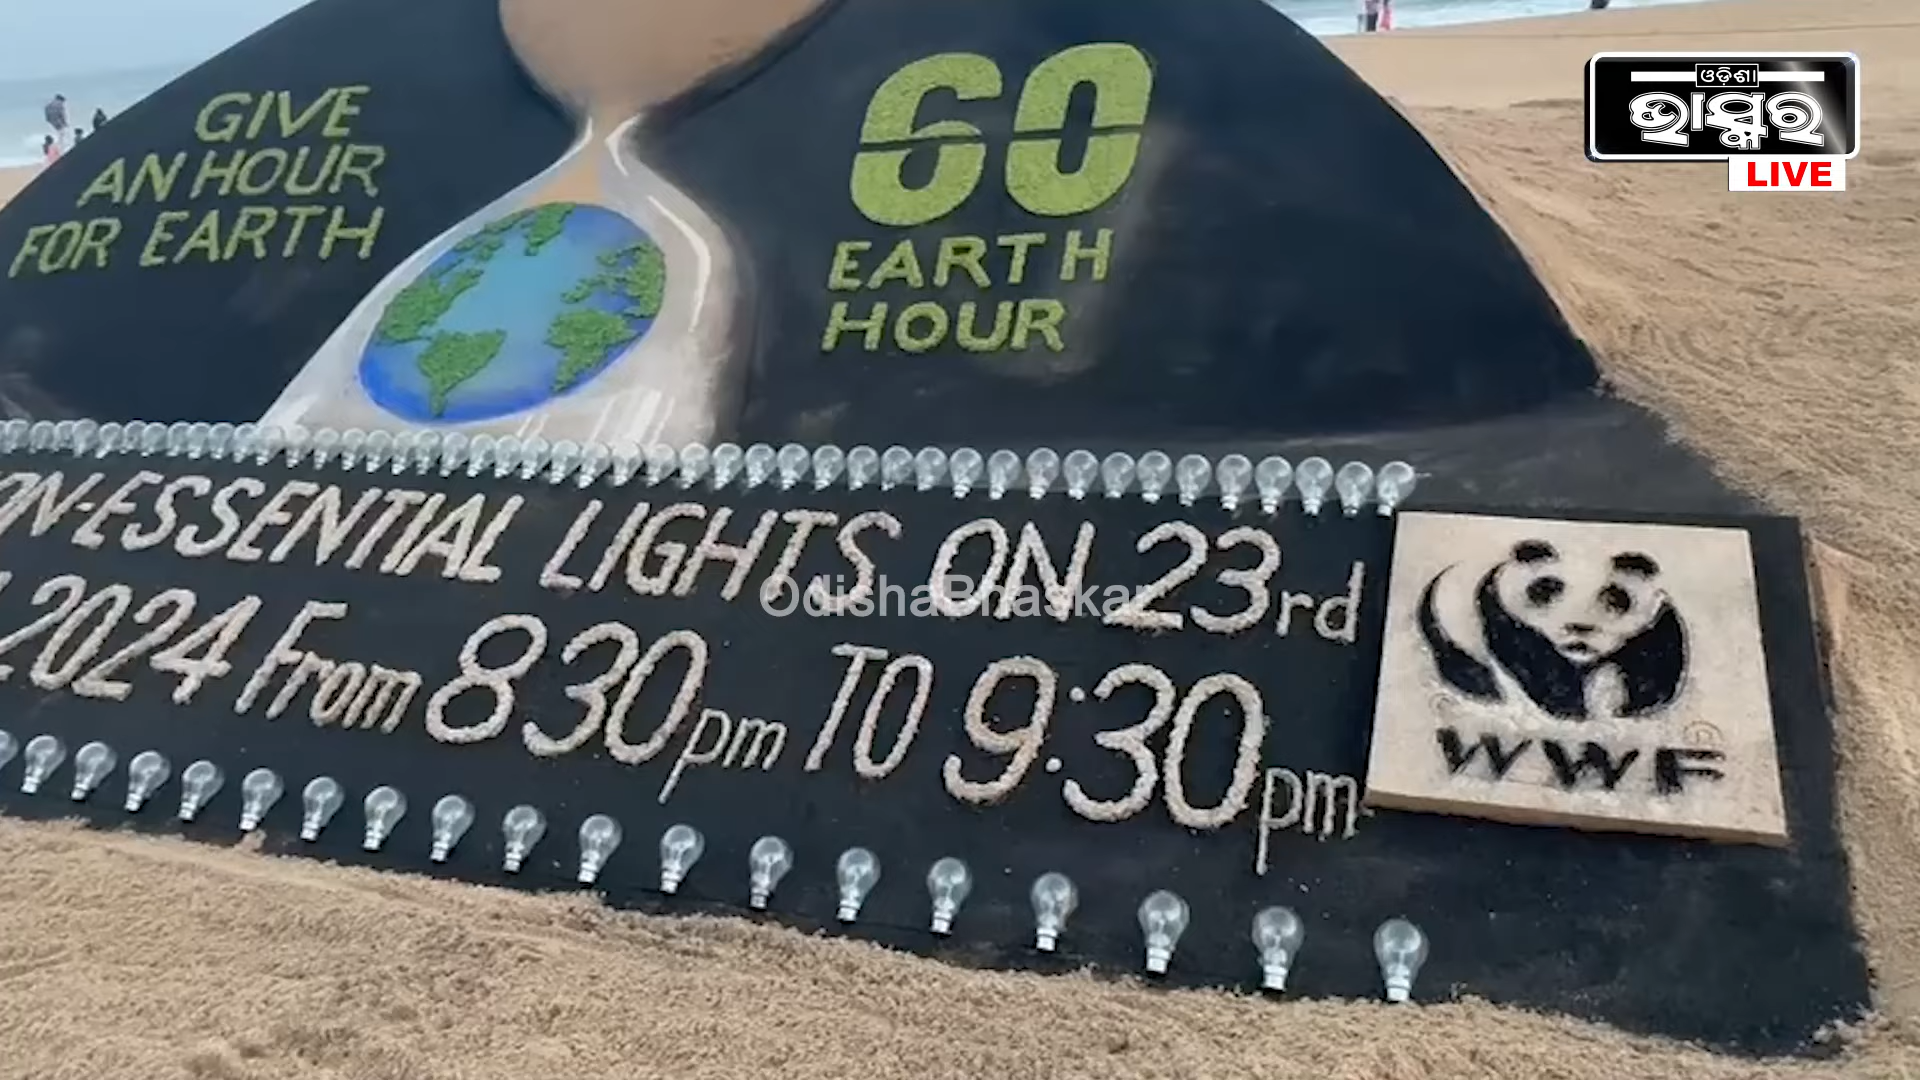 ଓଡ଼ିଶା
ଭାସ୍କର
LIVE
GIVE
AN HOUR
FOR EARTH
60
EARTH
HOUR
ON-ESSENTIAL LIGHTS ON 23rd
2024 From 830pm TO 9:30pm
WWF
OdishaBhaskar